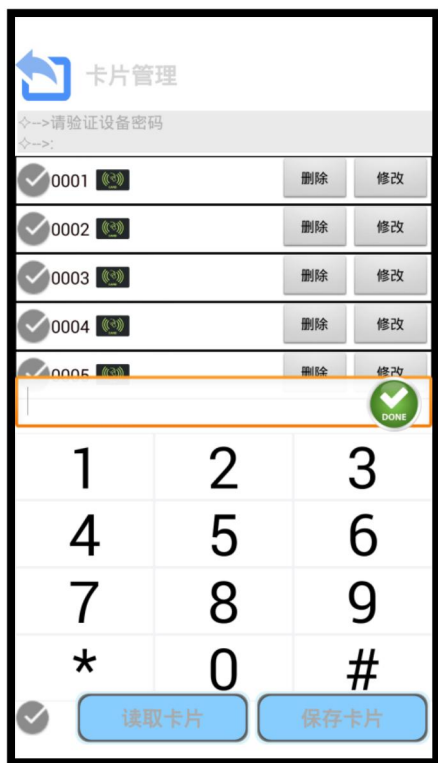 卡片管理
✧-->请验证设备密码
✧-->:
0001 删除 修改
0002 删除 修改
0003 删除 修改
0004 删除 修改
0005 删除 修改
DONE
1 2 3
4 5 6
7 8 9
* 0 #
读取卡片 保存卡片